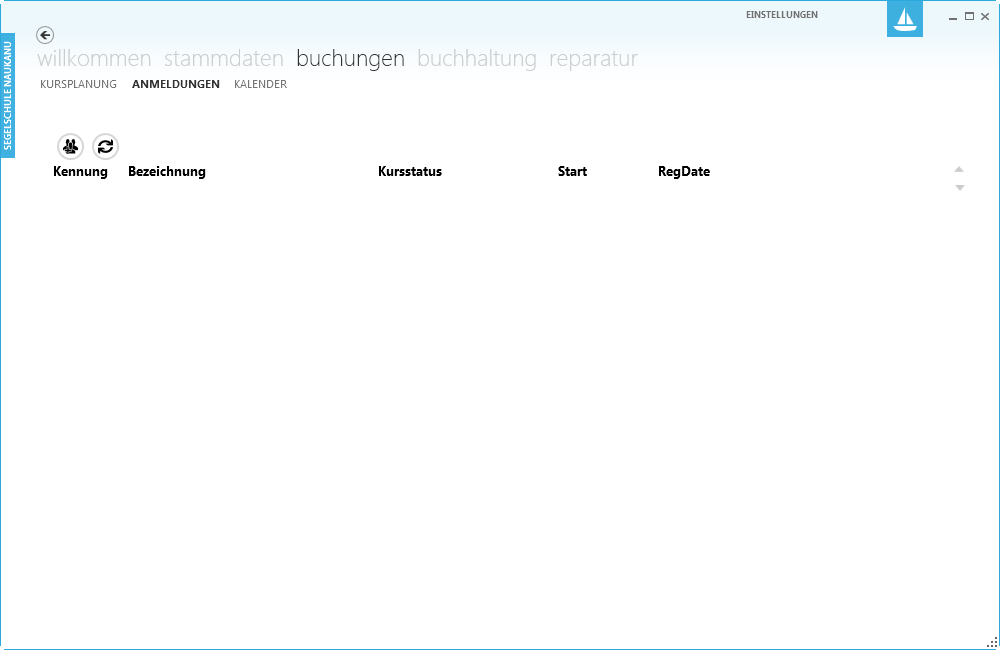 EINSTELLUNGEN
SEGELSCHULE NAUKANU
willkommen stammdaten buchungen buchhaltung reparatur
KURSPLANUNG ANMELDUNGEN KALENDER
Kennung Bezeichnung Kursstatus Start RegDate